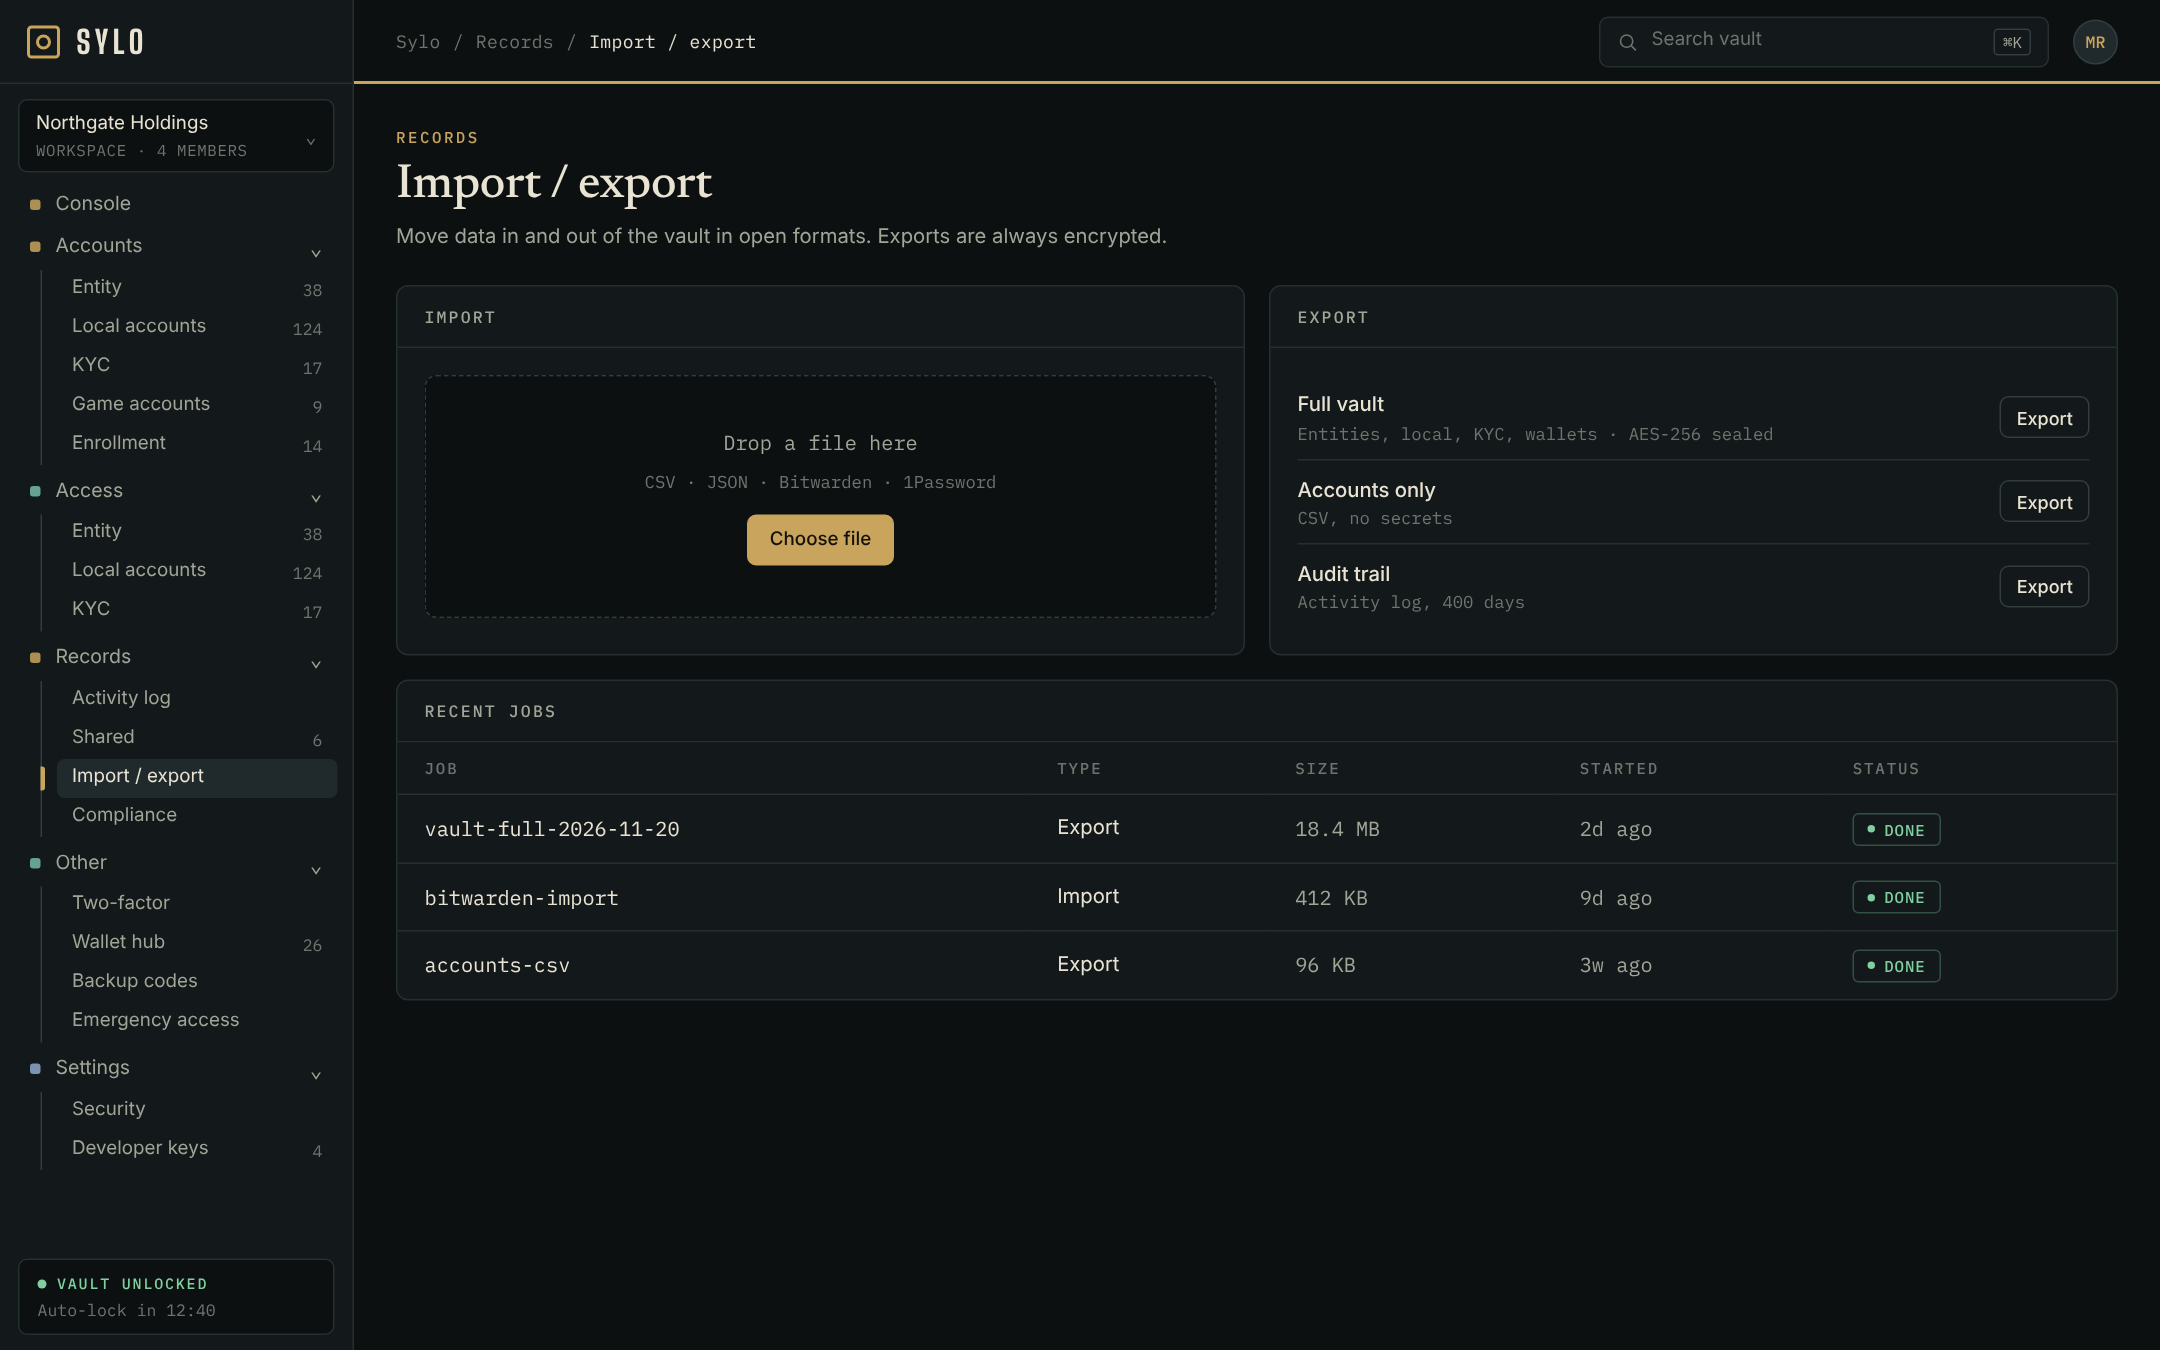 SYLO
Sylo / Records / Import / export
Search vault
⌘K
MR
Northgate Holdings
WORKSPACE · 4 MEMBERS
Console
Accounts
Entity 38
Local accounts 124
KYC 17
Game accounts 9
Enrollment 14
Access
Entity 38
Local accounts 124
KYC 17
Records
Activity log
Shared 6
Import / export
Compliance
Other
Two-factor
Wallet hub 26
Backup codes
Emergency access
Settings
Security
Developer keys 4
VAULT UNLOCKED
Auto-lock in 12:40
RECORDS
Import / export
Move data in and out of the vault in open formats. Exports are always encrypted.
IMPORT
Drop a file here
CSV · JSON · Bitwarden · 1Password
Choose file
EXPORT
Full vault
Entities, local, KYC, wallets · AES-256 sealed
Export
Accounts only
CSV, no secrets
Export
Audit trail
Activity log, 400 days
Export
RECENT JOBS
JOB TYPE SIZE STARTED STATUS
vault-full-2026-11-20 Export 18.4 MB 2d ago DONE
bitwarden-import Import 412 KB 9d ago DONE
accounts-csv Export 96 KB 3w ago DONE